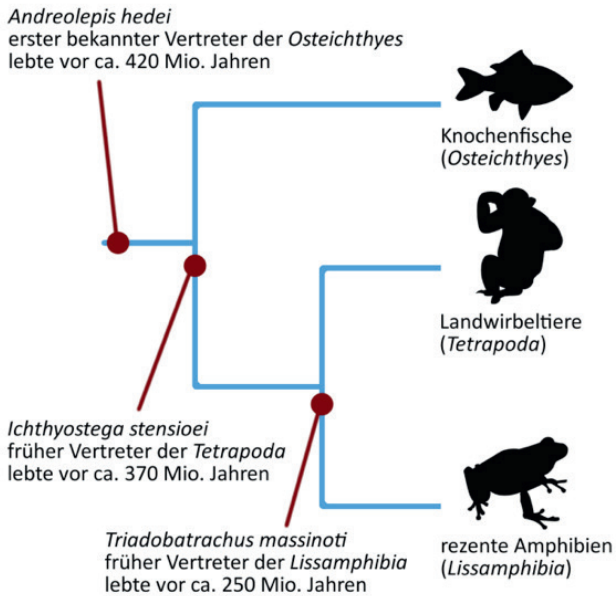 Andreolepis hedei
erster bekannter Vertreter der Osteichthyes
lebte vor ca. 420 Mio. Jahren
Knochenfische
(Osteichthyes)
Landwirbeltiere
(Tetrapoda)
Ichthyostega stensioei
früher Vertreter der Tetrapoda
lebte vor ca. 370 Mio. Jahren
Triadobatrachus massinoti
früher Vertreter der Lissamphibia
lebte vor ca. 250 Mio. Jahren
rezente Amphibien
(Lissamphibia)